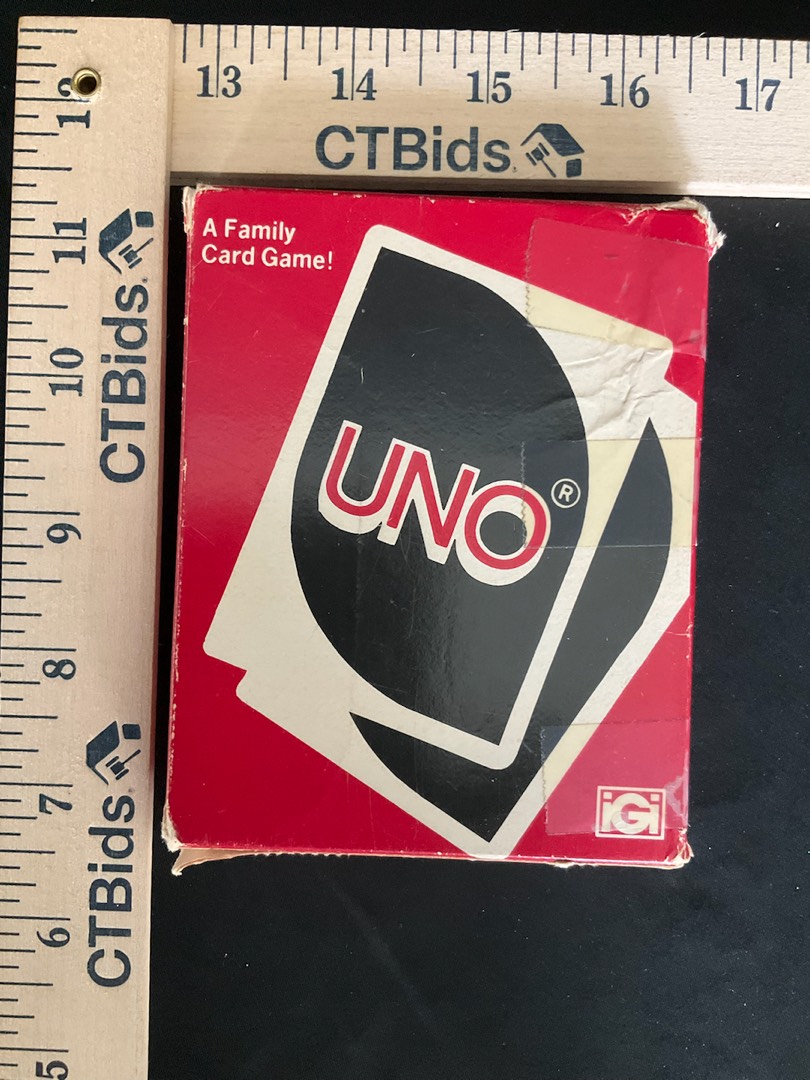 13 14 15 16 17
CTBids.
12
11
10
9
8
7
6
5
CTBids.
CTBids.
A Family
Card Game!
UNO®
iGi